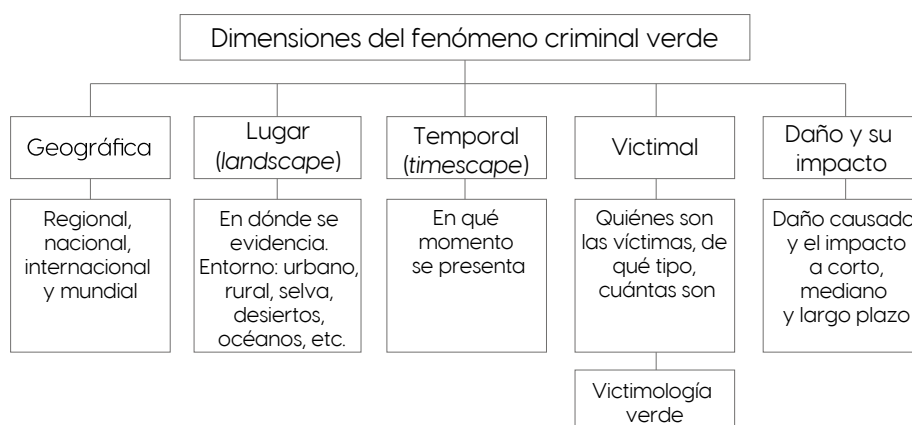 Dimensiones del fenómeno criminal verde
Geográfica
Lugar
(landscape)
Temporal
(timescape)
Victimal
Daño y su
impacto
Regional,
nacional,
internacional
y mundial
En dónde se
evidencia.
Entorno: urbano,
rural, selva,
desiertos,
océanos, etc.
En qué
momento
se presenta
Quiénes son
las víctimas, de
qué tipo,
cuántas son
Daño causado
y el impacto
a corto,
mediano
y largo plazo
Victimología
verde